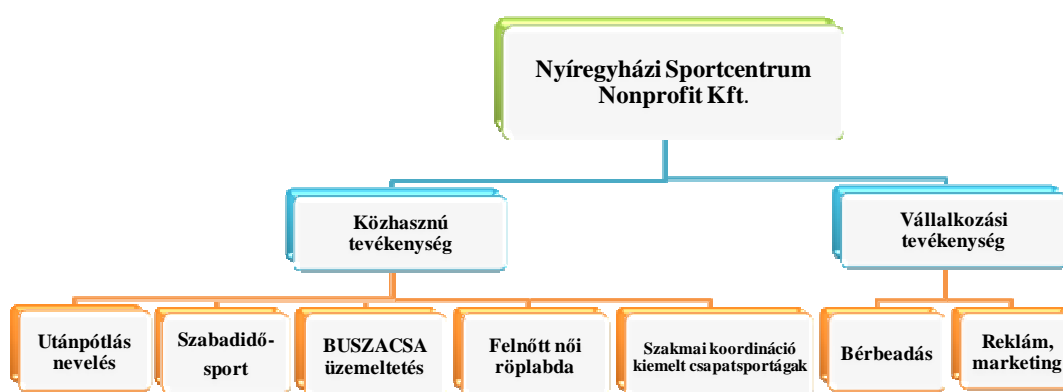 Nyíregyházi Sportcentrum
Nonprofit Kft.
Közhasznú
tevékenység
Vállalkozási
tevékenység
Utánpótlás
nevelés
Szabadidő-
sport
BUSZACSA
üzemeltetés
Felnőtt női
röplabda
Szakmai koordináció
kiemelt csapatsportágak
Bérbeadás
Reklám,
marketing